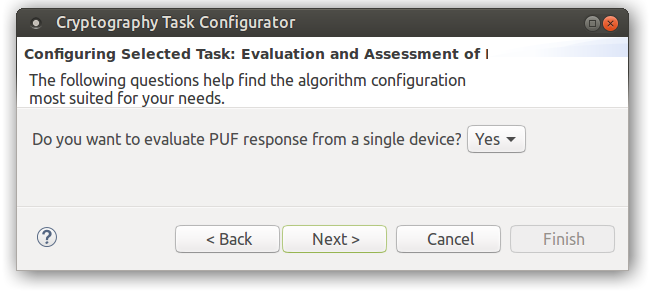 Cryptography Task Configurator
Configuring Selected Task: Evaluation and Assessment of
The following questions help find the algorithm configuration
most suited for your needs.
Do you want to evaluate PUF response from a single device? Yes
?
< Back Next > Cancel Finish